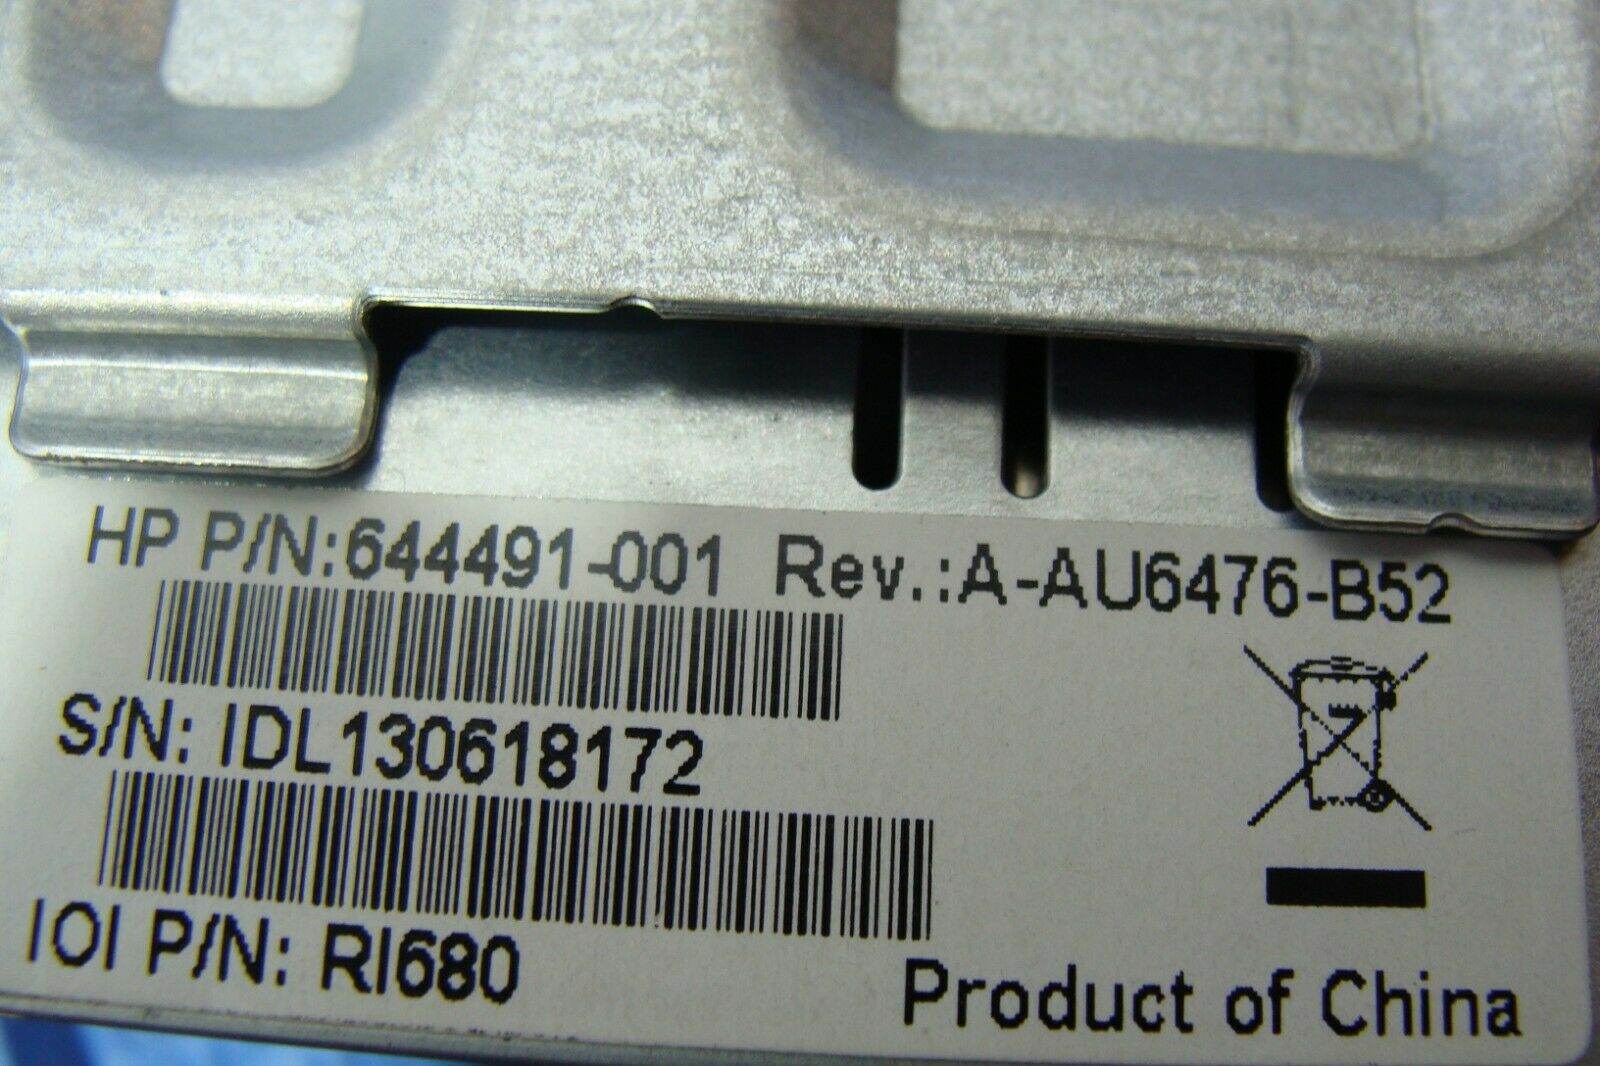 HP P/N:644491-001 Rev.:A-AU6476-B52
S/N: IDL130618172
IOI P/N: RI680
Product of China